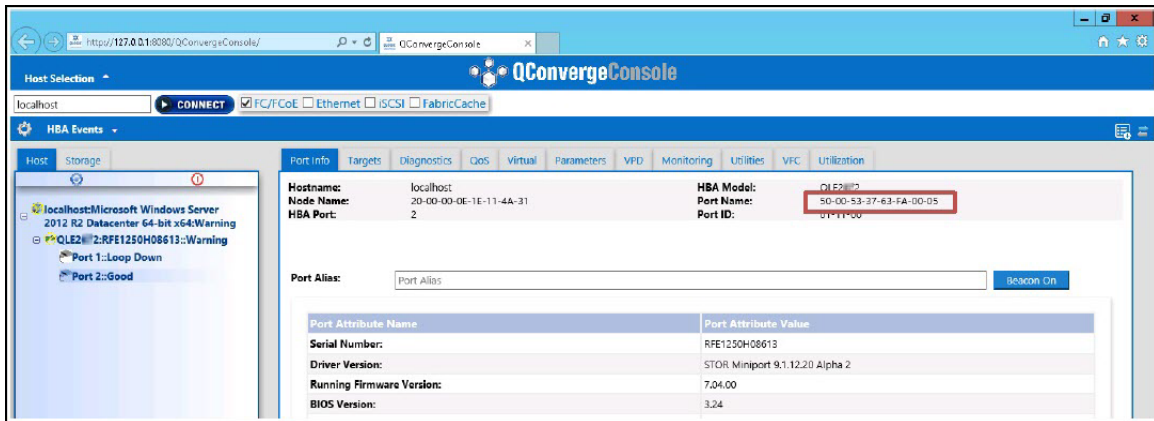 http://127.0.0.1:8080/QConvergeConsole/
QConvergeConsole
Host Selection
QConvergeConsole
localhost CONNECT FC/FCoE Ethernet iSCSI FabricCache
HBA Events
Host Storage
Port Info Targets Diagnostics QoS Virtual Parameters VPD Monitoring Utilities VFC Utilization
localhost:Microsoft Windows Server
2012 R2 Datacenter 64-bit x64:Warning
2:RFE1250H08613::Warning
Port 1::Loop Down
Port 2::Good
Hostname: localhost
HBA Model:
Node Name: 20-00-00-0E-1E-11-4A-31
Port Name: 50-00-53-37-63-FA-00-05
HBA Port: 2
Port ID: 01-11-00
Port Alias: Port Alias Beacon On
Port Attribute Name Port Attribute Value
Serial Number: RFE1250H08613
Driver Version: STOR Miniport 9.1.12.20 Alpha 2
Running Firmware Version: 7.04.00
BIOS Version: 3.24